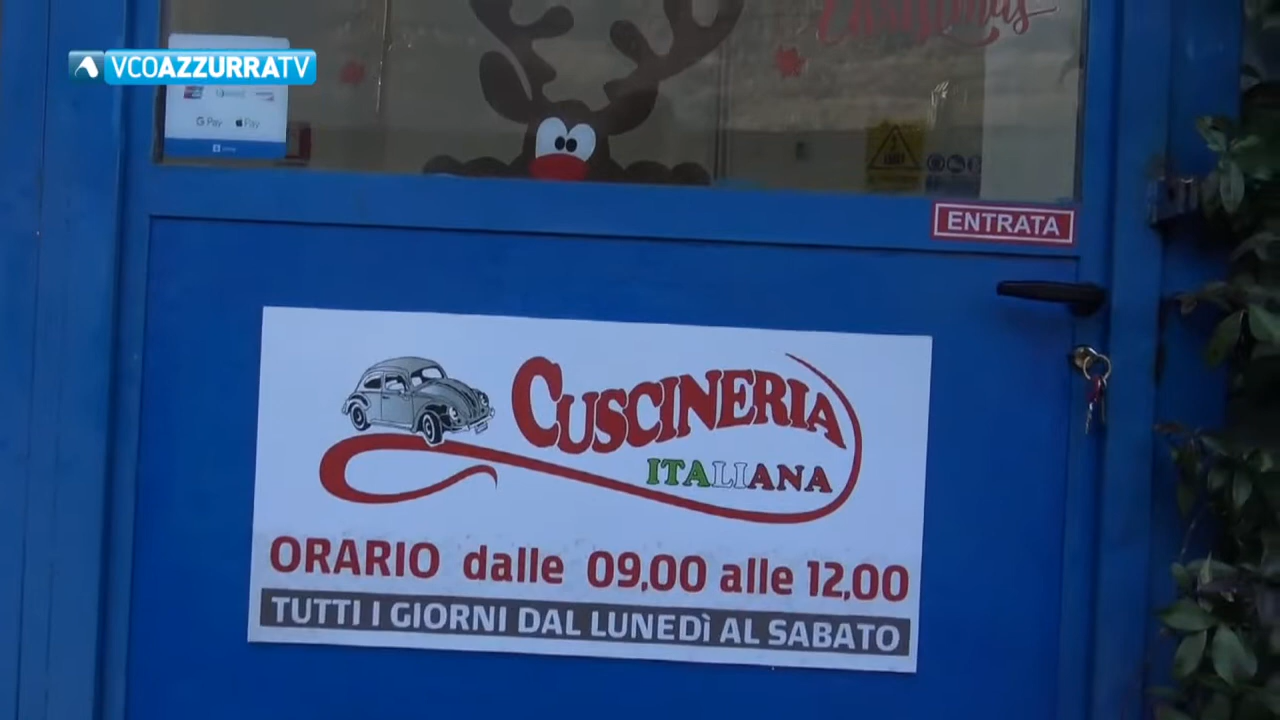 Christmas
VCOAZZURRATV
G Pay Pay
ENTRATA
CUSCINERIA
ITALIANA
ORARIO dalle 09,00 alle 12,00
TUTTI I GIORNI DAL LUNEDÌ AL SABATO